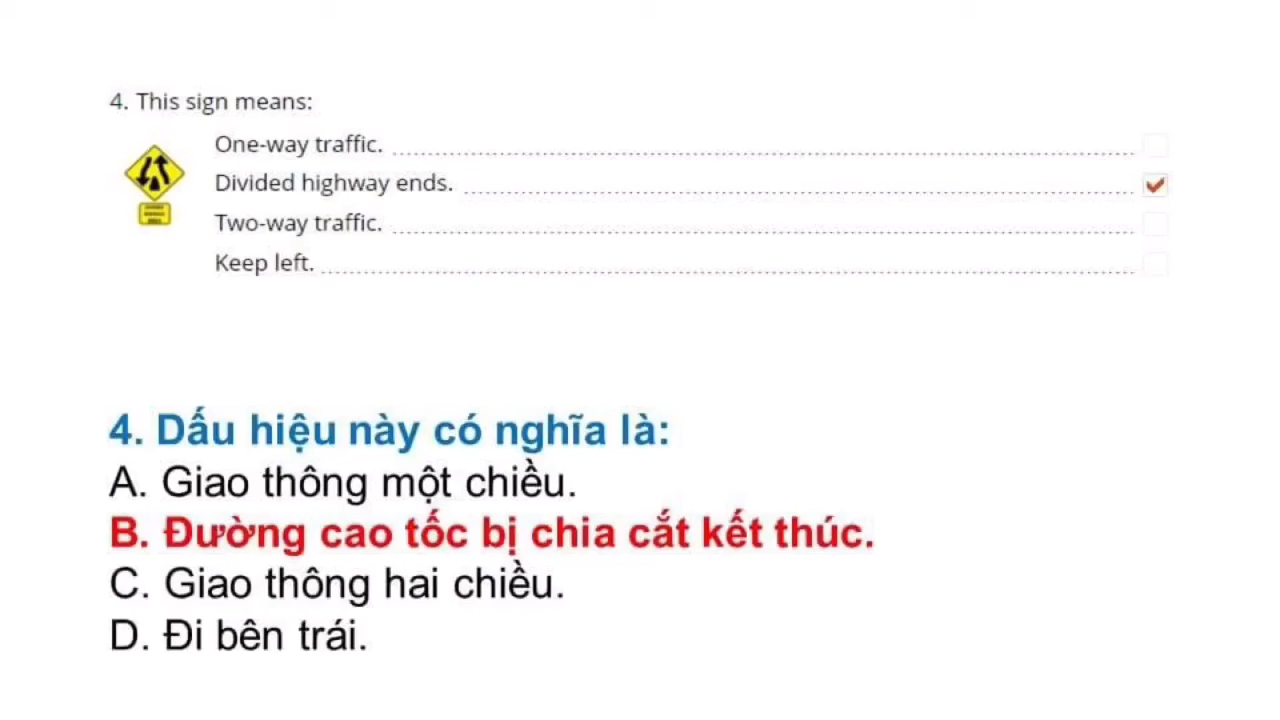 4. This sign means:
One-way traffic.
Divided highway ends.
Two-way traffic.
Keep left.
4. Dấu hiệu này có nghĩa là:
A. Giao thông một chiều.
B. Đường cao tốc bị chia cắt kết thúc.
C. Giao thông hai chiều.
D. Đi bên trái.